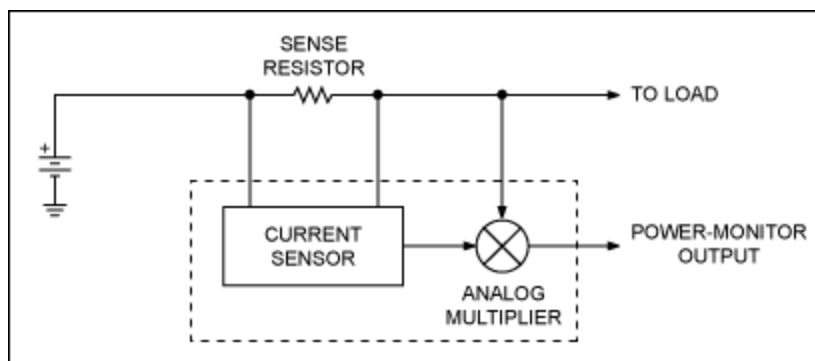 SENSE
RESISTOR
TO LOAD
+
CURRENT
SENSOR
POWER-MONITOR
OUTPUT
ANALOG
MULTIPLIER